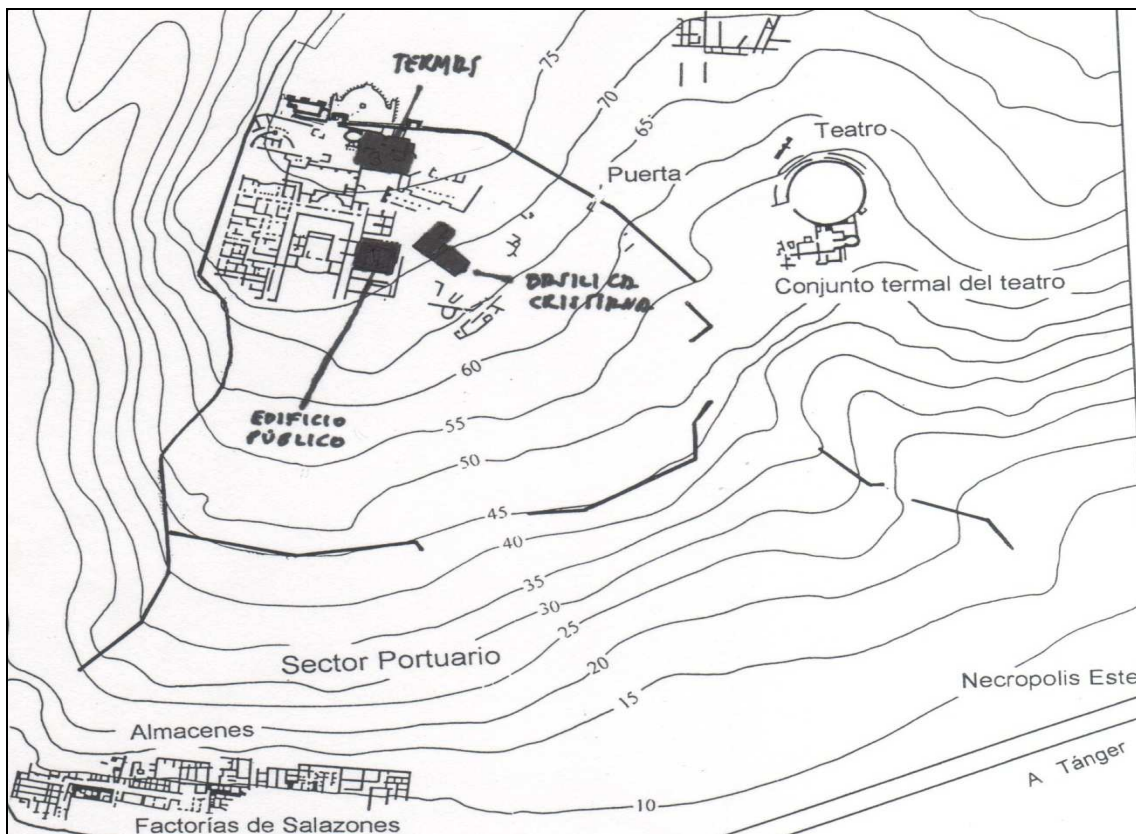 TERMAS
75
70
65
Teatro
Puerta
BASILICA
CRISTIANA
Conjunto termal del teatro
60
EDIFICIO
PÚBLICO
55
50
45
40
35
30
25
Sector Portuario
20
15
Necropolis Este
Almacenes
A Tánger
10
Factorías de Salazones